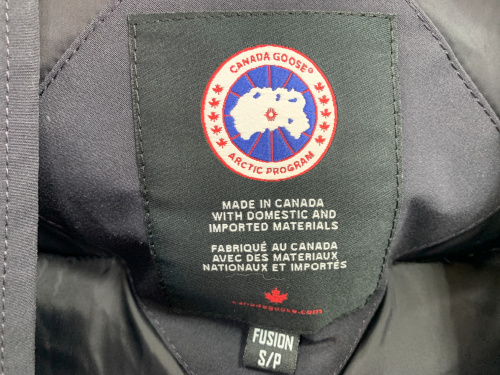 CANADA GOOSE®
ARCTIC PROGRAM
MADE IN CANADA
WITH DOMESTIC AND
IMPORTED MATERIALS
FABRIQUÉ AU CANADA
AVEC DES MATERIAUX
NATIONAUX ET IMPORTÉS
canadagoose.com
FUSION
S/P